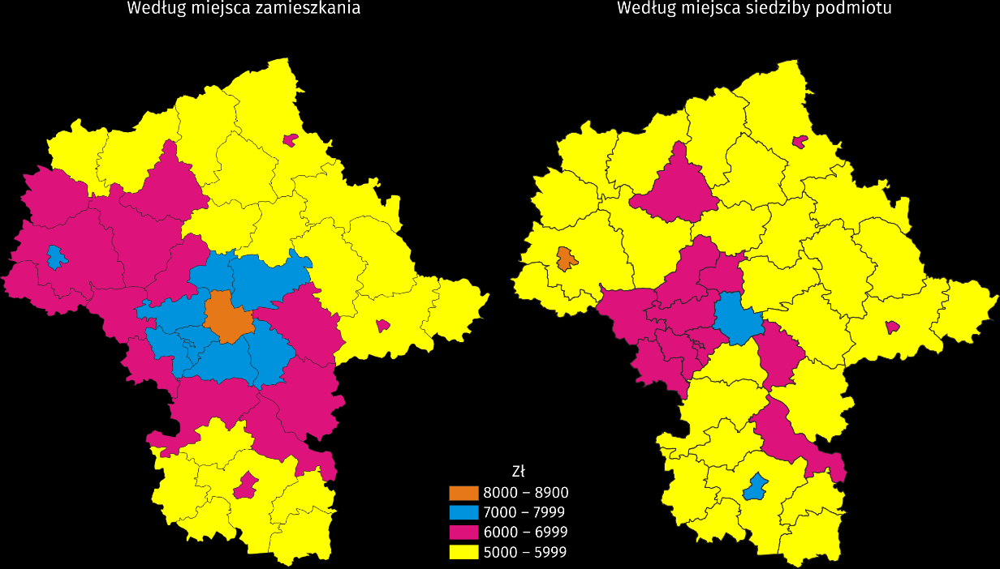 Według miejsca zamieszkania
Według miejsca siedziby podmiotu
zł
8000 – 8900
7000 – 7999
6000 – 6999
5000 – 5999